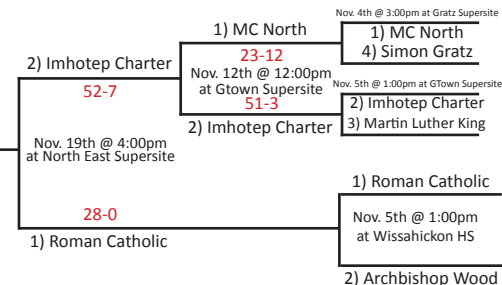 Nov. 4th @ 3:00pm at Gratz Supersite
1) MC North
1) MC North
4) Simon Gratz
23-12
2) Imhotep Charter
Nov. 12th @ 12:00pm
at Gtown Supersite
Nov. 5th @ 1:00pm at GTown Supersite
52-7
51-3
2) Imhotep Charter
2) Imhotep Charter
3) Martin Luther King
Nov. 19th @ 4:00pm
at North East Supersite
1) Roman Catholic
28-0
Nov. 5th @ 1:00pm
at Wissahickon HS
1) Roman Catholic
2) Archbishop Wood